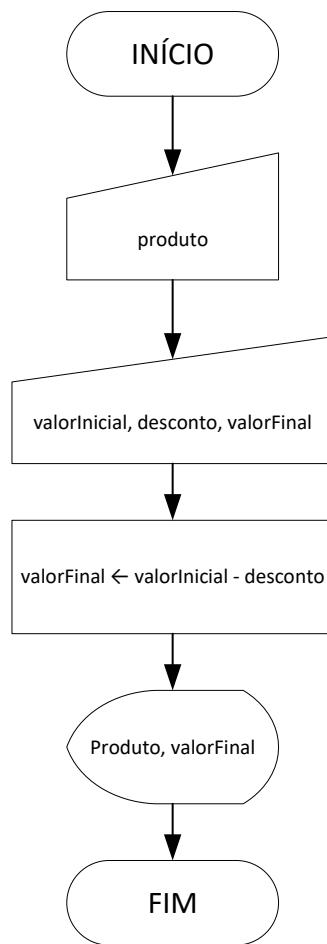 INÍCIO
produto
valorInicial, desconto, valorFinal
valorFinal ← valorInicial - desconto
Produto, valorFinal
FIM